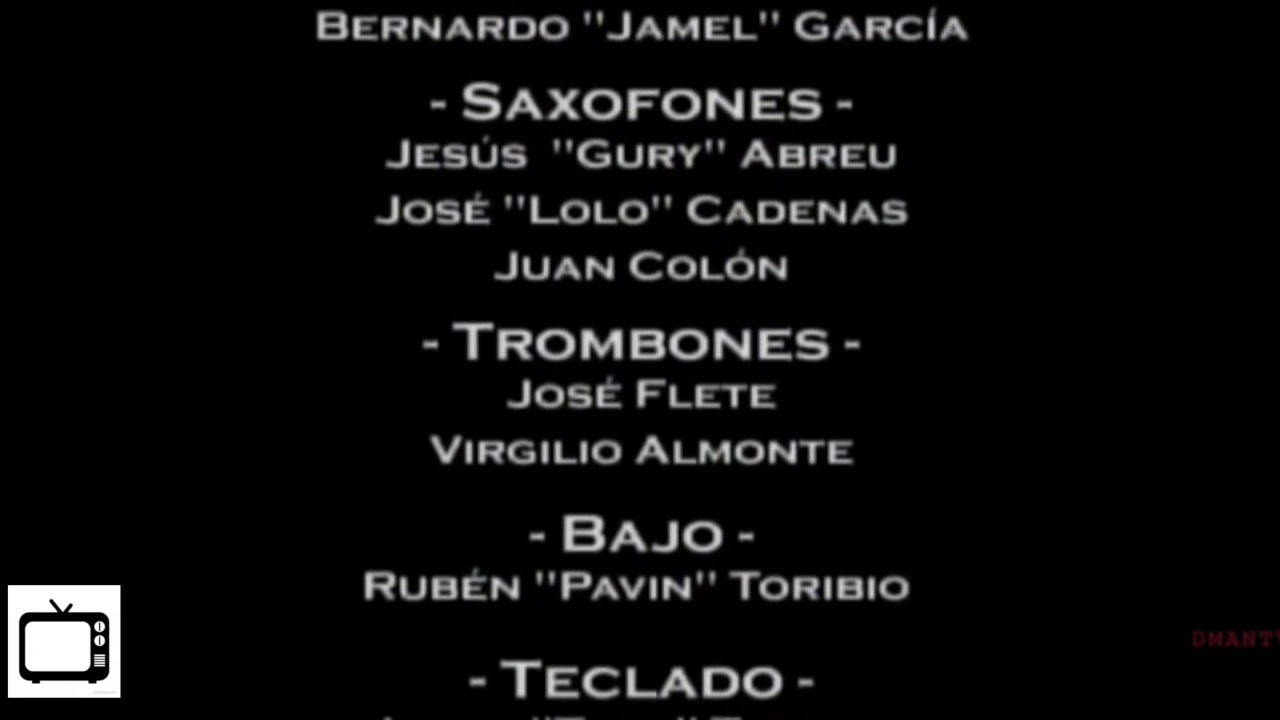 BERNARDO "JAMEL" GARCÍA
- SAXOFONES -
JESÚS "GURY" ABREU
JOSÉ "LOLO" CADENAS
JUAN COLÓN
- TROMBONES -
JOSÉ FLETE
VIRGILIO ALMONTE
- BAJO -
RUBÉN "PAVIN" TORIBIO
DMANTV
- TECLADO -